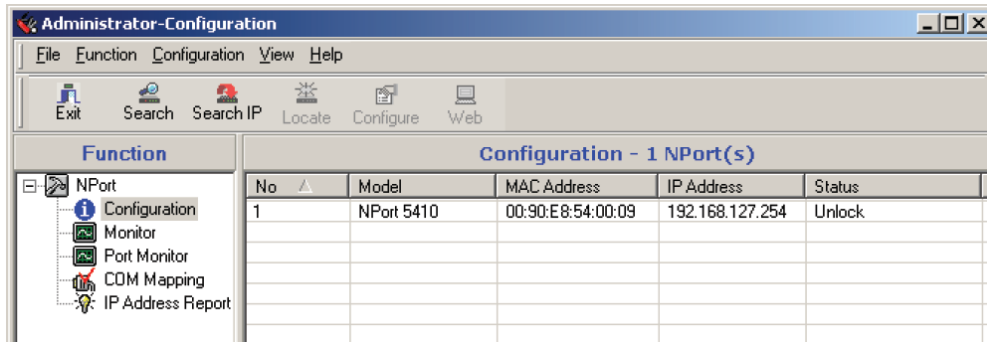 Administrator-Configuration
File Function Configuration View Help
Exit Search Search IP Locate Configure Web
Function
Configuration - 1 NPort(s)
NPort
Configuration
Monitor
Port Monitor
COM Mapping
IP Address Report
No Model MAC Address IP Address Status
1 NPort 5410 00:90:E8:54:00:09 192.168.127.254 Unlock